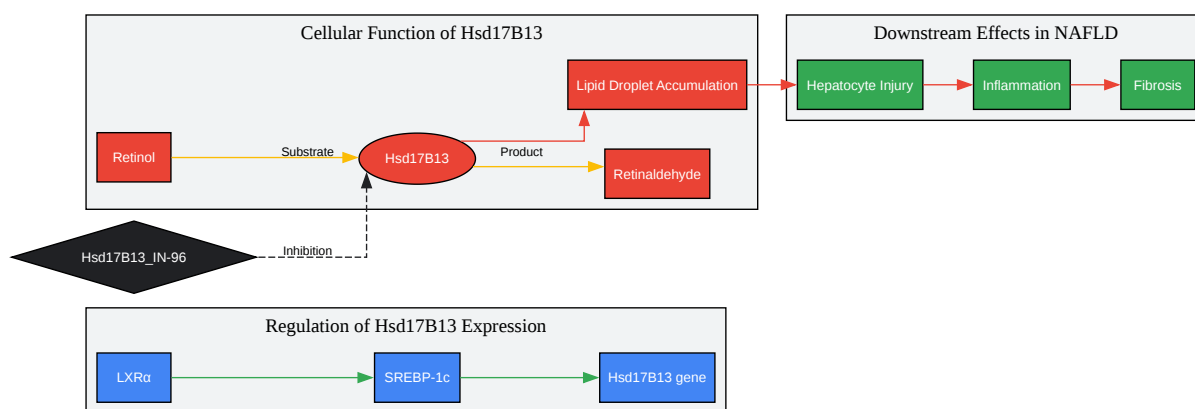 Cellular Function of Hsd17B13
Downstream Effects in NAFLD
Lipid Droplet Accumulation
Hepatocyte Injury
Inflammation
Fibrosis
Retinol
Substrate
Hsd17B13
Product
Retinaldehyde
Hsd17B13_IN-96
Inhibition
Regulation of Hsd17B13 Expression
LXRα
SREBP-1c
Hsd17B13 gene